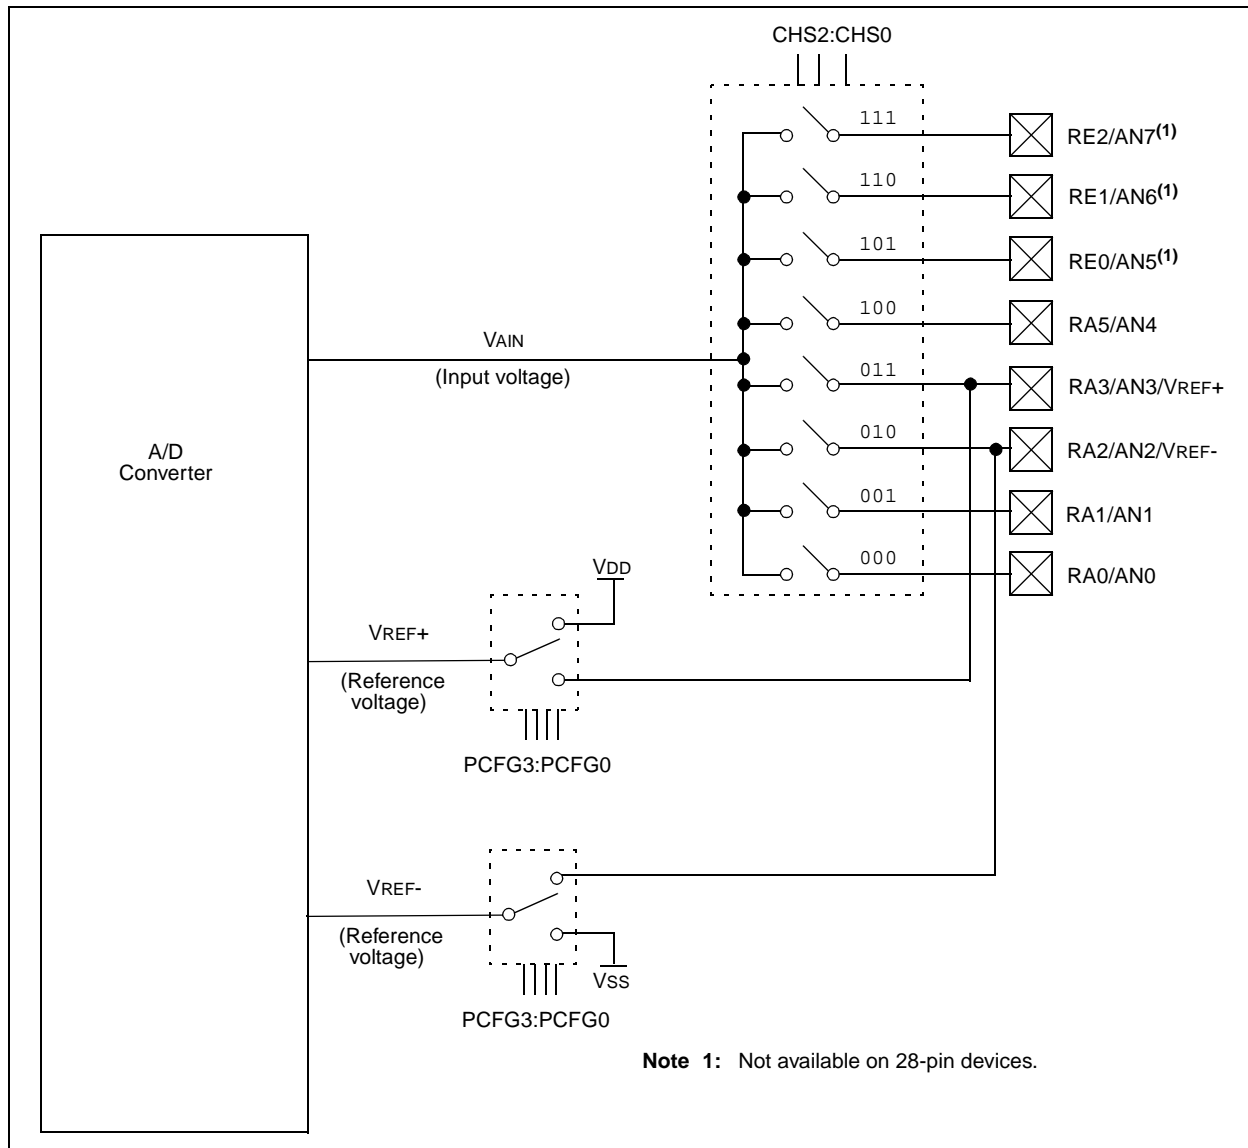 CHS2:CHS0
111
RE2/AN7(1)
110
RE1/AN6(1)
101
RE0/AN5(1)
100
RA5/AN4
VAIN
(Input voltage)
011
RA3/AN3/VREF+
010
RA2/AN2/VREF-
A/D
Converter
001
RA1/AN1
000
RA0/AN0
VDD
VREF+
(Reference
voltage)
PCFG3:PCFG0
VREF-
(Reference
voltage)
VSS
PCFG3:PCFG0
Note 1: Not available on 28-pin devices.